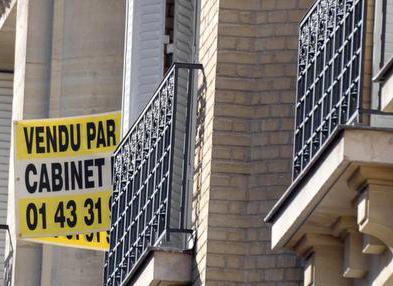 VENDU PAR
CABINET
01 43 31